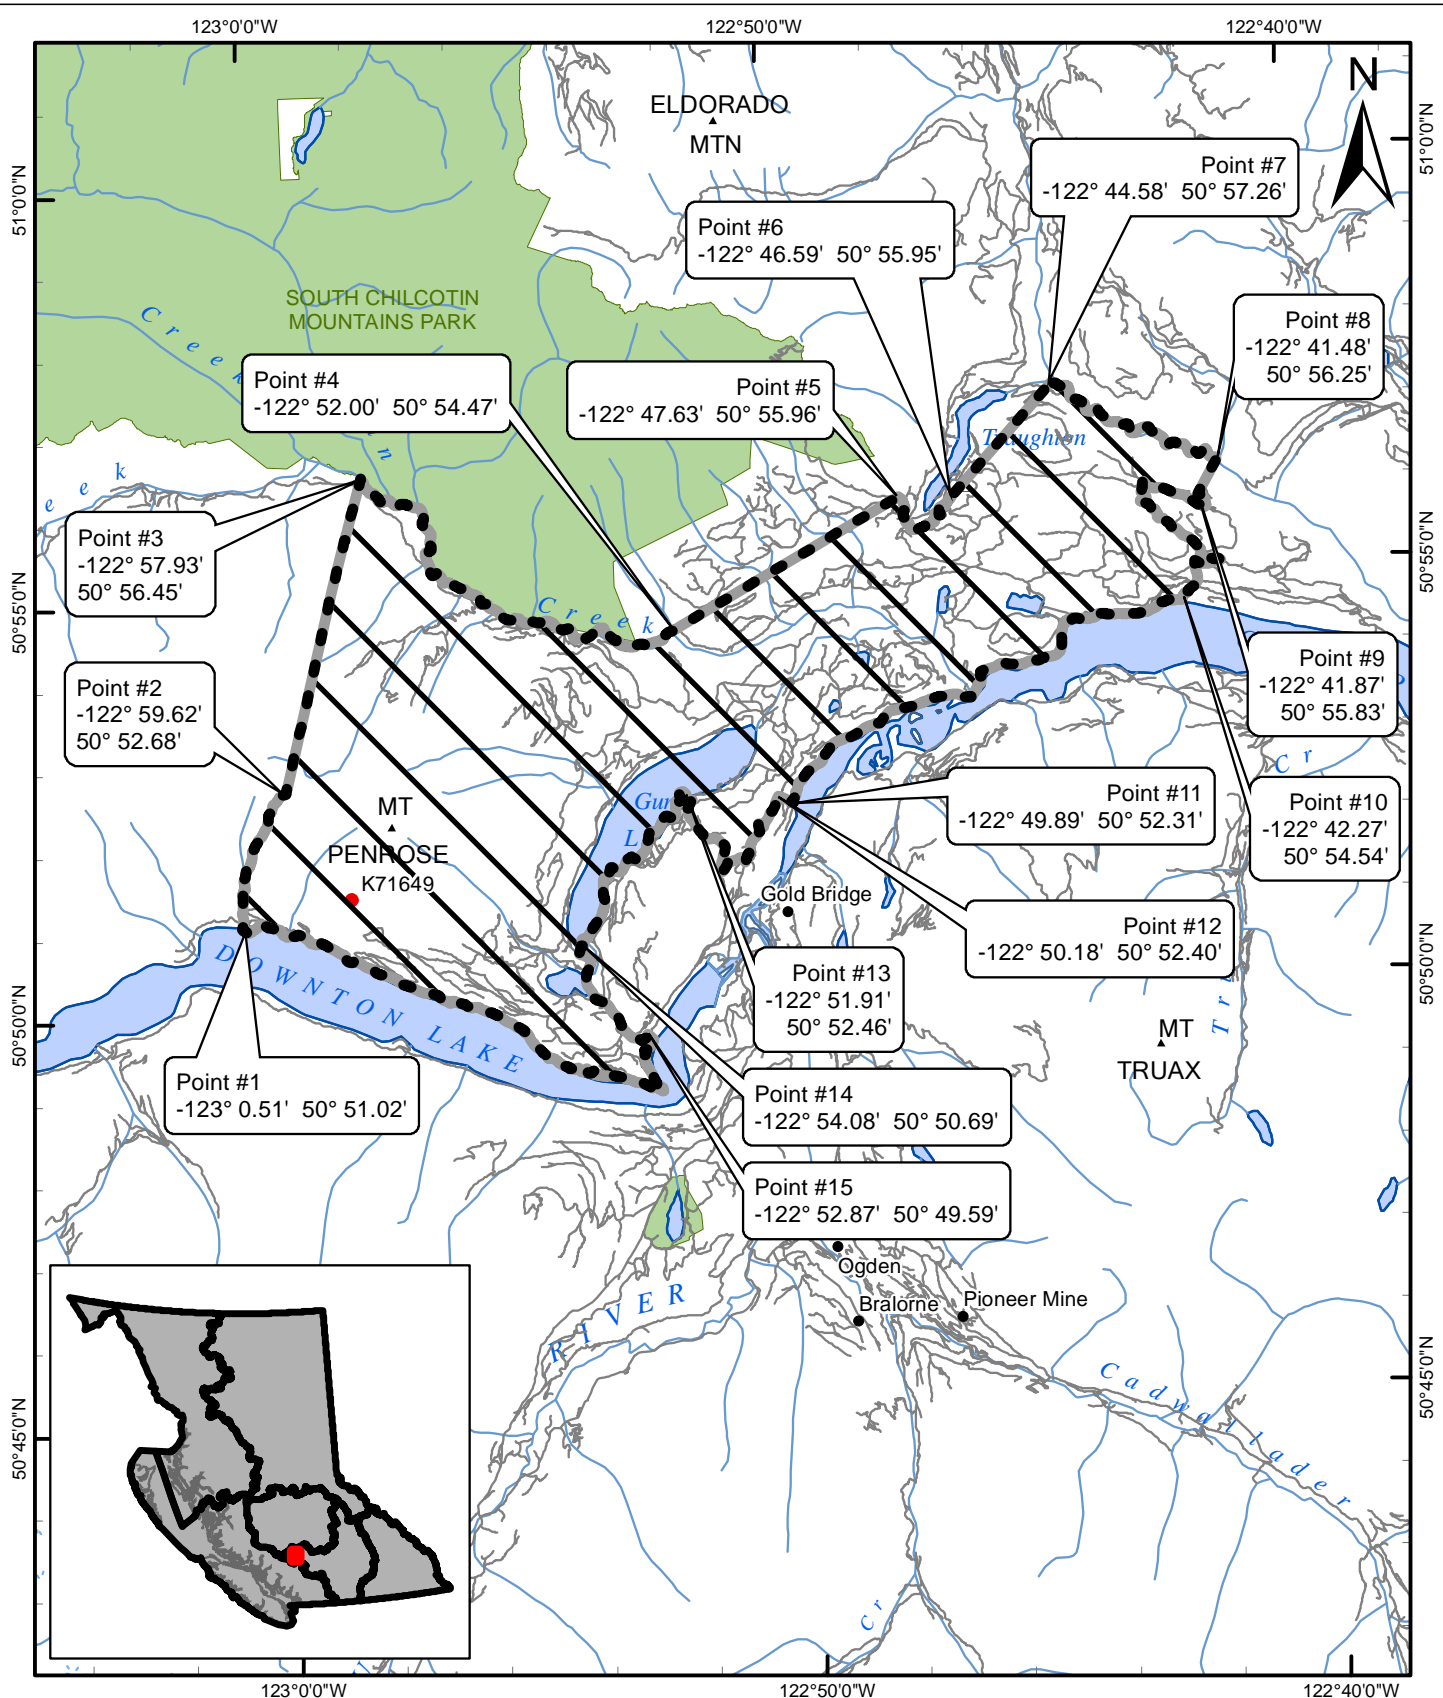 123°0'0"W
122°50'0"W
122°40'0"W
N
ELDORADO
MTN
51°0'0"N
51°0'0"N
Point #7
-122° 44.58' 50° 57.26'
Point #6
-122° 46.59' 50° 55.95'
SOUTH CHILCOTIN
MOUNTAINS PARK
Creek
Point #8
-122° 41.48'
50° 56.25'
Point #4
-122° 52.00' 50° 54.47'
Point #5
-122° 47.63' 50° 55.96'
eek
Point #3
-122° 57.93'
50° 56.45'
50°55'0"N
50°55'0"N
Creek
Point #9
-122° 41.87'
50° 55.83'
Point #2
-122° 59.62'
50° 52.68'
Cr
Point #11
-122° 49.89' 50° 52.31'
Point #10
-122° 42.27'
50° 54.54'
MT
PENROSE
K71649
Gun
L
Gold Bridge
Point #12
-122° 50.18' 50° 52.40'
Point #13
-122° 51.91'
50° 52.46'
DOWNTON LAKE
50°50'0"N
50°50'0"N
MT
TRUAX
Point #1
-123° 0.51' 50° 51.02'
Point #14
-122° 54.08' 50° 50.69'
Point #15
-122° 52.87' 50° 49.59'
Ogden
RIVER
Bralorne
Pioneer Mine
Cadwallader
50°45'0"N
50°45'0"N
Cr
123°0'0"W
122°50'0"W
122°40'0"W